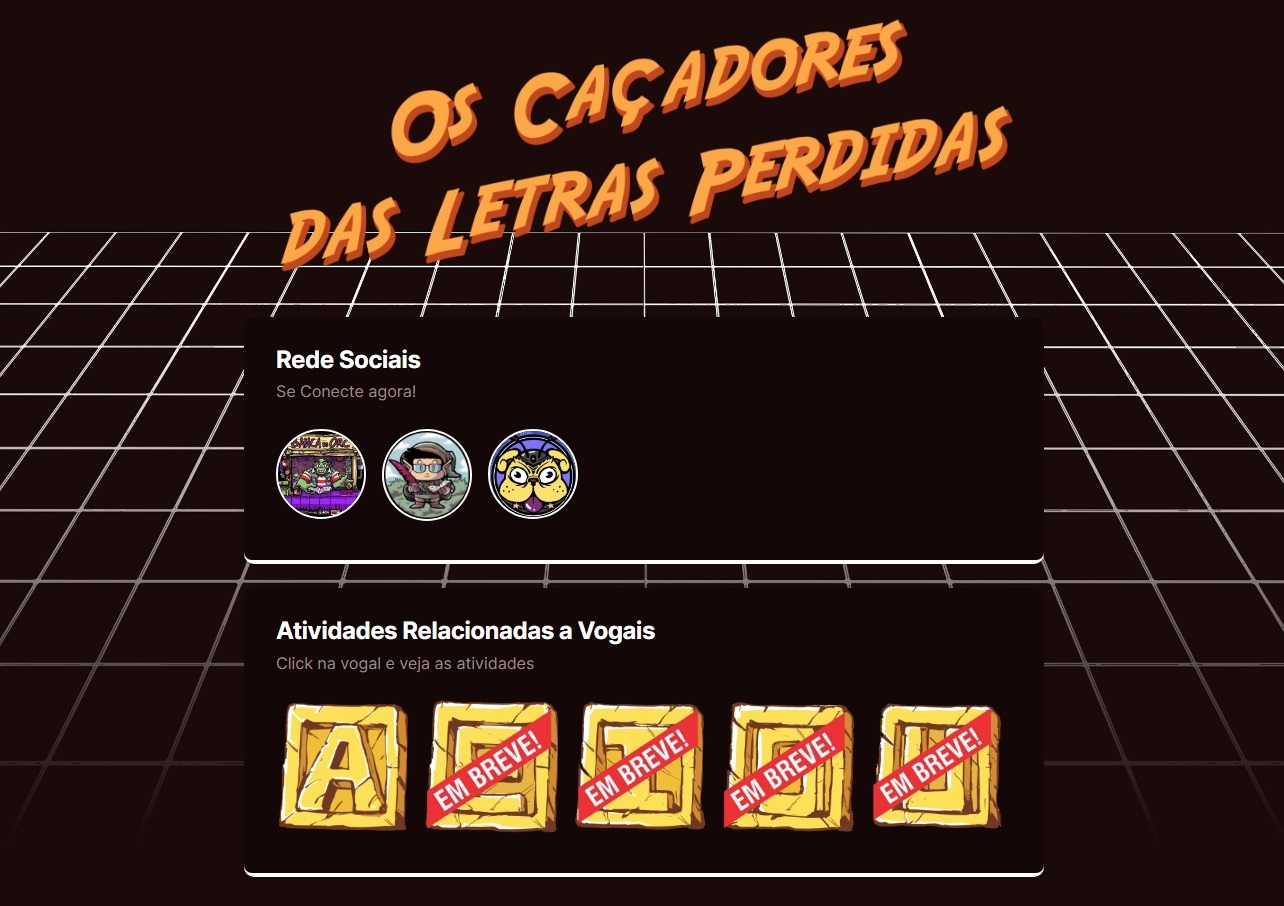 Os Caçadores
das Letras Perdidas
Rede Sociais
Se Conecte agora!
Atividades Relacionadas a Vogais
Click na vogal e veja as atividades
A
EM BREVE!
EM BREVE!
EM BREVE!
EM BREVE!